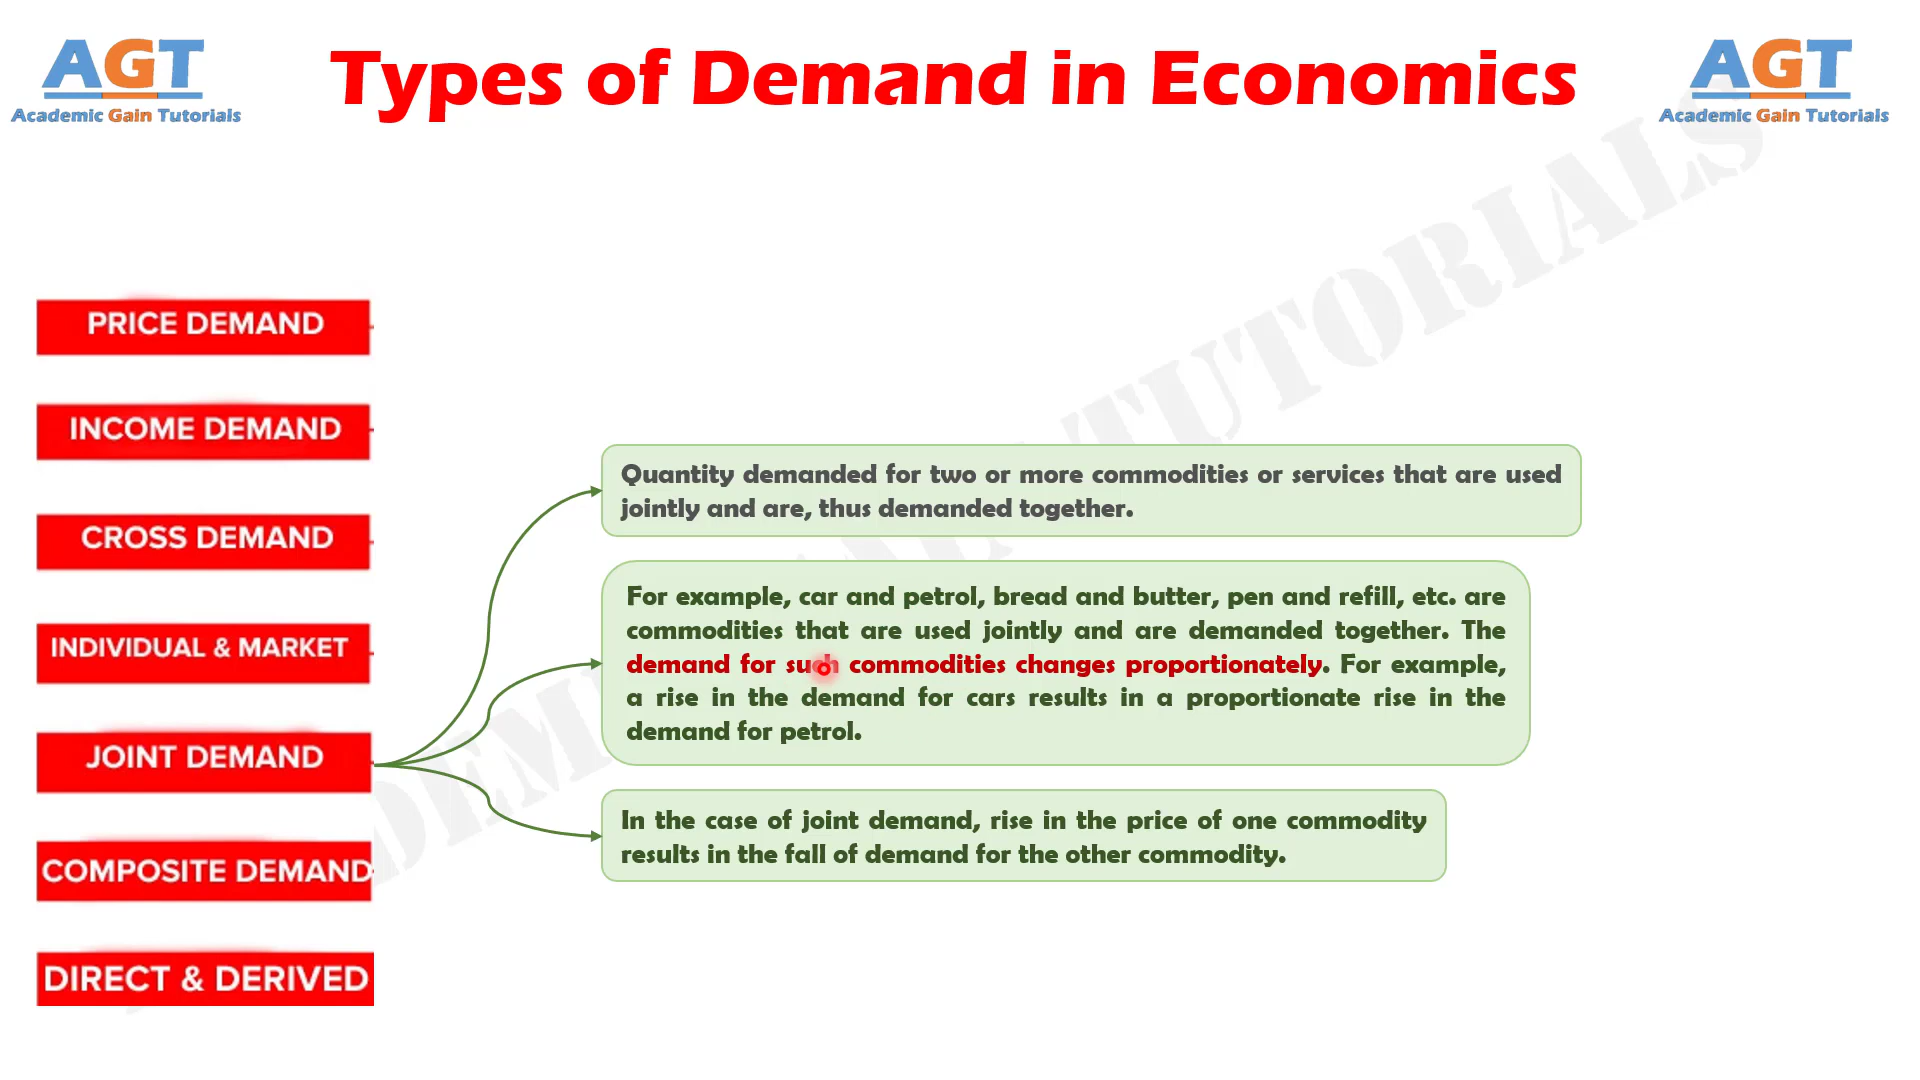 AGT
Academic Gain Tutorials
Types of Demand in Economics
AGT
Academic Gain Tutorials
PRICE DEMAND
INCOME DEMAND
CROSS DEMAND
INDIVIDUAL & MARKET
JOINT DEMAND
COMPOSITE DEMAND
DIRECT & DERIVED
Quantity demanded for two or more commodities or services that are used
jointly and are, thus demanded together.
For example, car and petrol, bread and butter, pen and refill, etc. are
commodities that are used jointly and are demanded together. The
demand for such commodities changes proportionately. For example,
a rise in the demand for cars results in a proportionate rise in the
demand for petrol.
In the case of joint demand, rise in the price of one commodity
results in the fall of demand for the other commodity.
TUTORIALS